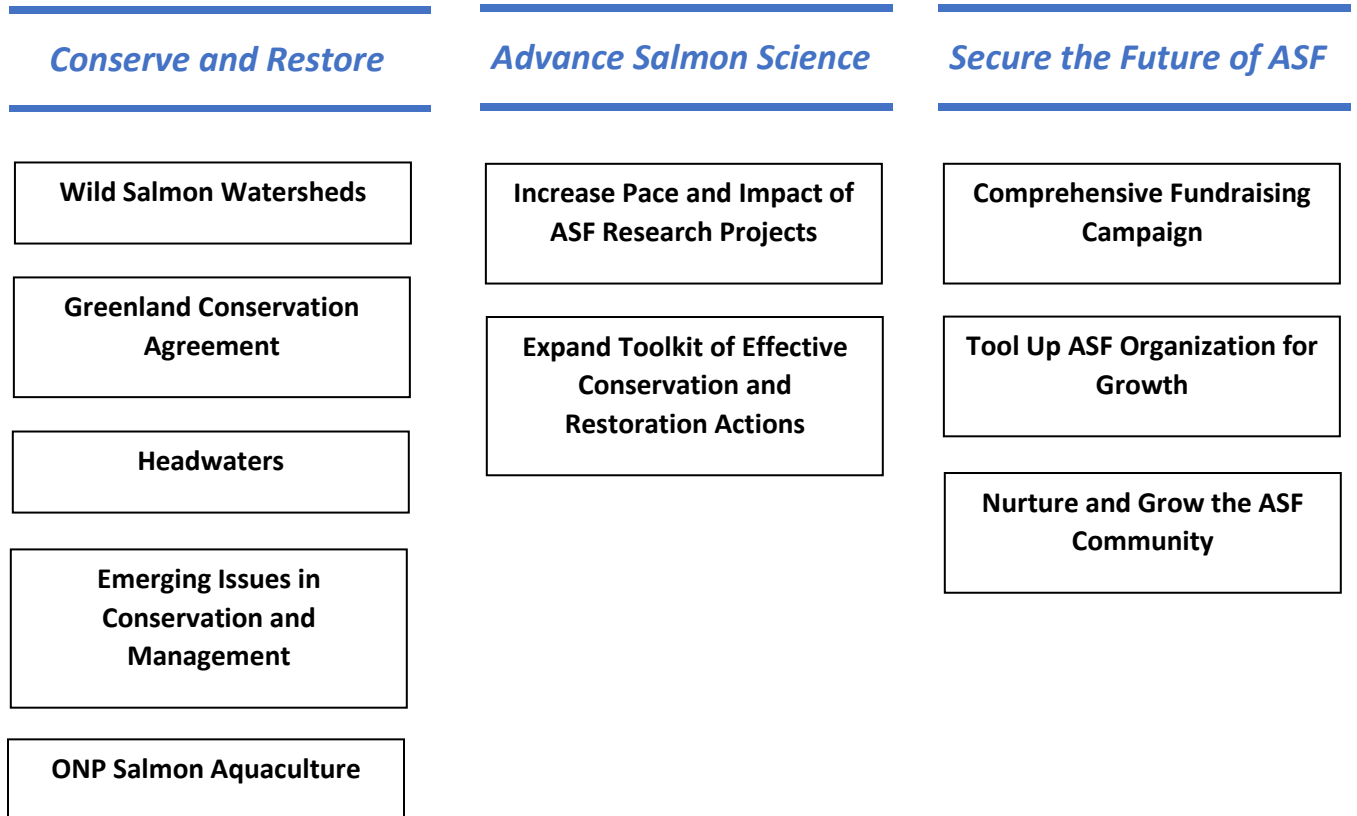 Conserve and Restore
Wild Salmon Watersheds
Greenland Conservation
Agreement
Headwaters
Emerging Issues in
Conservation and
Management
ONP Salmon Aquaculture
Advance Salmon Science
Increase Pace and Impact of
ASF Research Projects
Expand Toolkit of Effective
Conservation and
Restoration Actions
Secure the Future of ASF
Comprehensive Fundraising
Campaign
Tool Up ASF Organization for
Growth
Nurture and Grow the ASF
Community